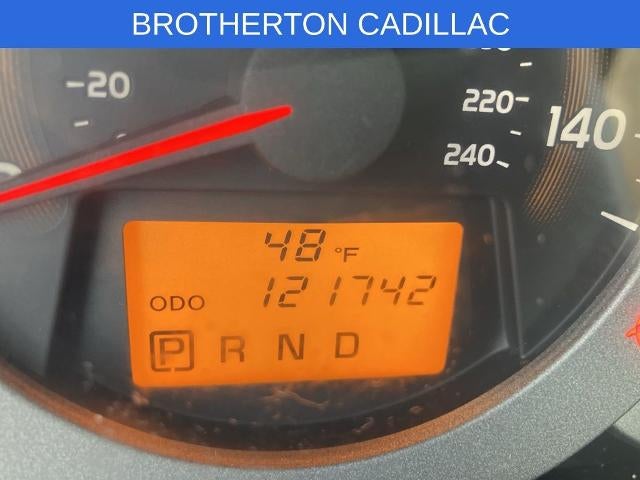 BROTHERTON CADILLAC
20
220
140
240
48 °F
ODO 121742
P R N D